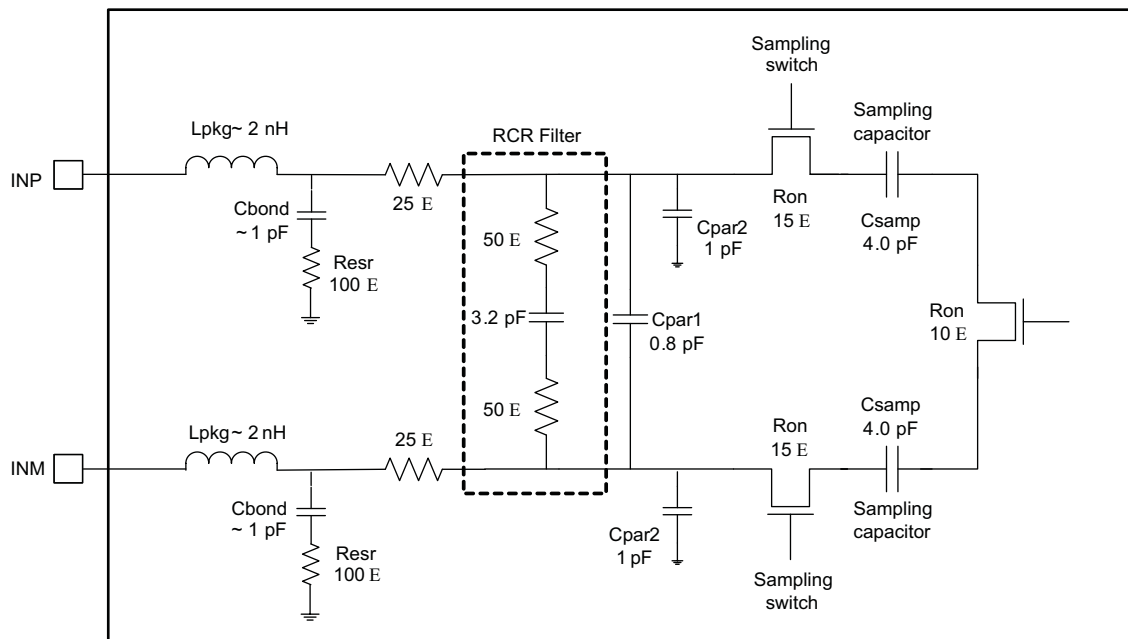 Sampling
switch
Sampling
capacitor
Lpkg~ 2 nH
RCR Filter
INP
25 E
Cbond
~ 1 pF
50 E
Cpar2
1 pF
Ron
15 E
Csamp
4.0 pF
Resr
100 E
3.2 pF
Cpar1
0.8 pF
Ron
10 E
50 E
Lpkg~ 2 nH
25 E
Ron
15 E
Csamp
4.0 pF
INM
Cbond
~ 1 pF
Cpar2
1 pF
Sampling
capacitor
Resr
100 E
Sampling
switch